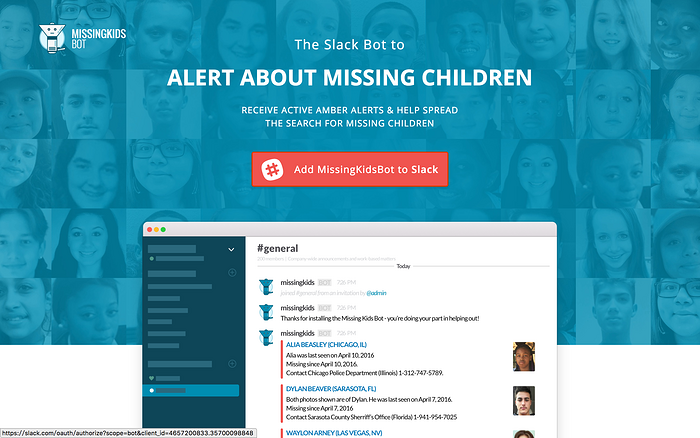 MISSINGKIDS
BOT
The Slack Bot to
ALERT ABOUT MISSING CHILDREN
RECEIVE ACTIVE AMBER ALERTS & HELP SPREAD
THE SEARCH FOR MISSING CHILDREN
Add MissingKidsBot to Slack
#general
Today
missingkids BOT 7:26 PM
joined #general from an invitation by @admin
missingkids BOT 7:26 PM
Thanks for installing the Missing Kids Bot - you're doing your part in helping out!
missingkids BOT 7:26 PM
ALIA BEASLEY (CHICAGO, IL)
Alia was last seen on April 10, 2016
Missing since April 10, 2016.
Contact Chicago Police Department (Illinois) 1-312-747-5789.
DYLAN BEAVER (SARASOTA, FL)
Both photos shown are of Dylan. He was last seen on April 7, 2016.
Missing since April 7, 2016
Contact Sarasota County Sherriff's Office (Florida) 1-941-954-7025
WAYLON ARNEY (LAS VEGAS, NV)
https://slack.com/oauth/authorize?scope=bot&client_id=4657200833.35700098848